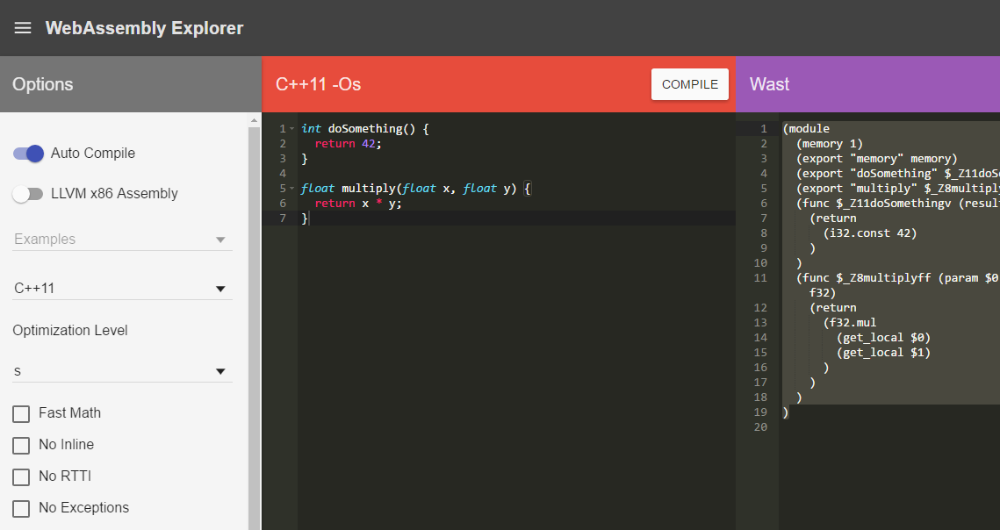 WebAssembly Explorer
Options
Auto Compile
LLVM x86 Assembly
Examples
C++11
Optimization Level
s
Fast Math
No Inline
No RTTI
No Exceptions
C++11 -Os
COMPILE
1 int doSomething() {
2   return 42;
3 }
4
5 float multiply(float x, float y) {
6   return x * y;
7 }
Wast
1 (module
2   (memory 1)
3   (export "memory" memory)
4   (export "doSomething" $_Z11doS
5   (export "multiply" $_Z8multipl
6   (func $_Z11doSomethingv (resul
7     (return
8       (i32.const 42)
9     )
10   )
11   (func $_Z8multiplyff (param $0
f32)
12     (return
13       (f32.mul
14         (get_local $0)
15         (get_local $1)
16       )
17     )
18   )
19 )
20